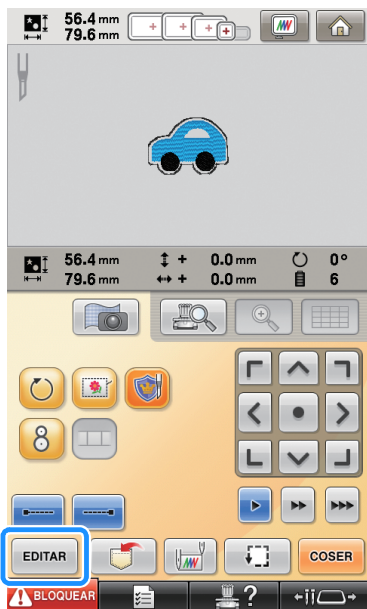 56.4 mm
79.6 mm
56.4 mm 0.0 mm 0°
79.6 mm 0.0 mm 6
EDITAR COSER
BLOQUEAR ?